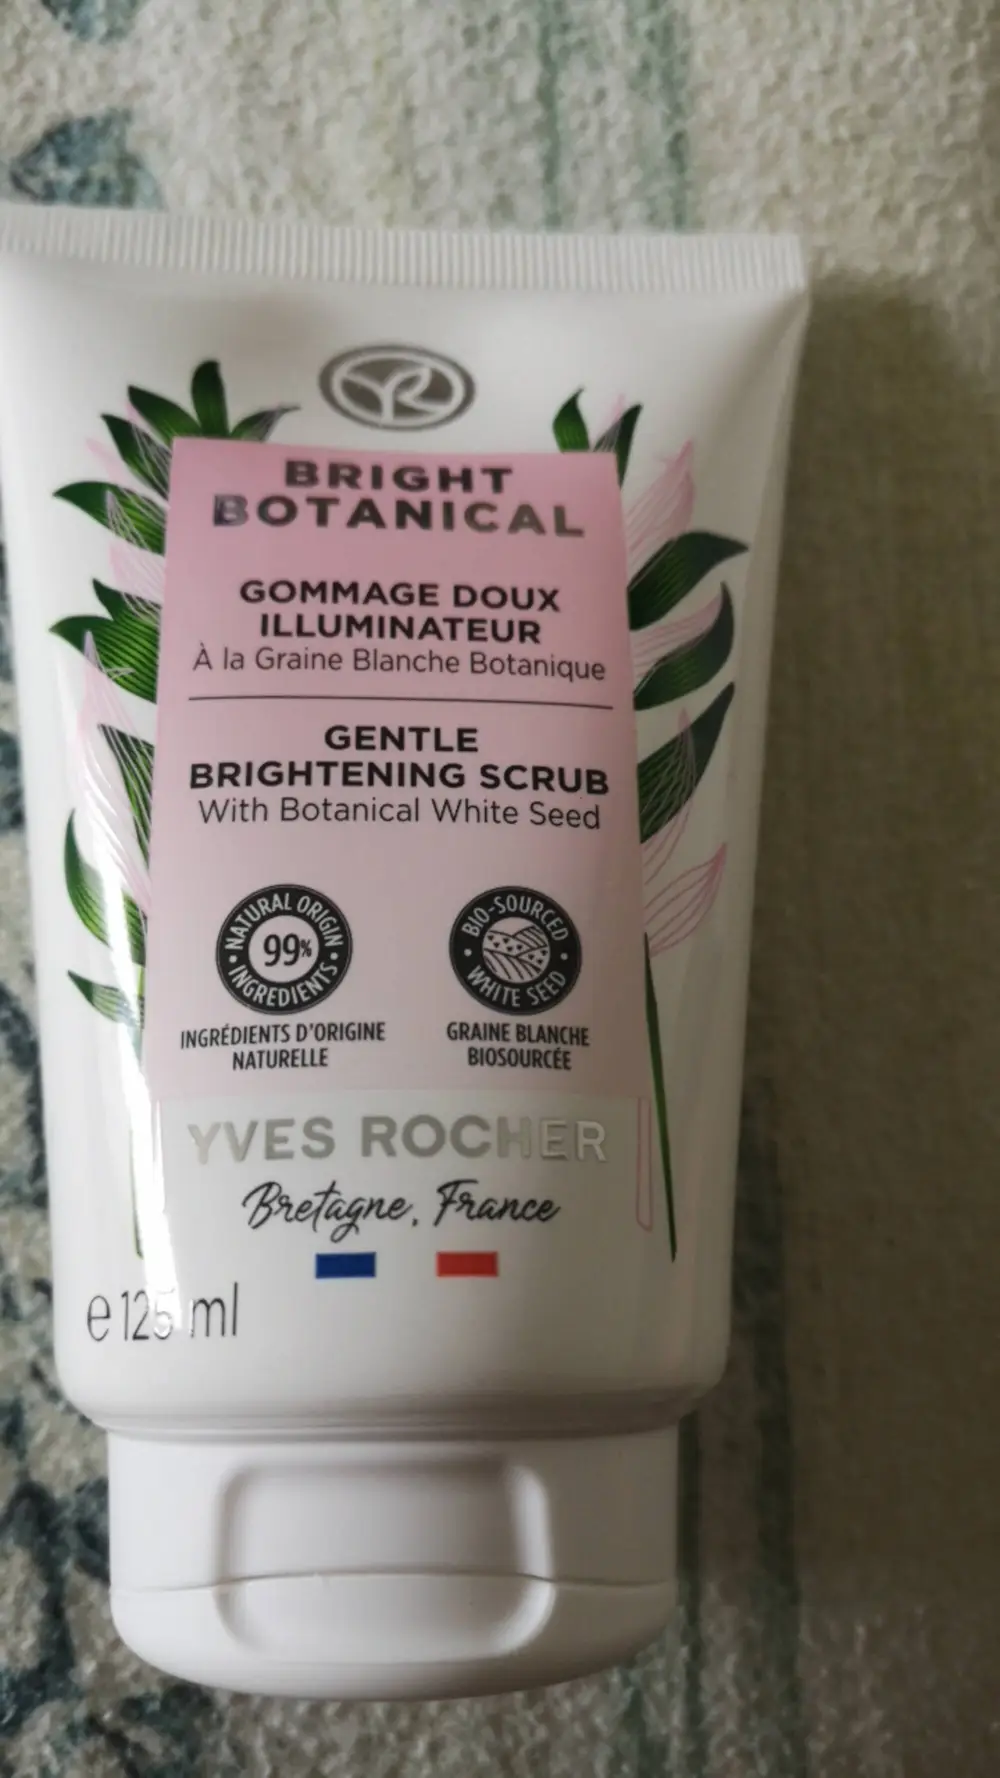 YR
BRIGHT
BOTANICAL
GOMMAGE DOUX
ILLUMINATEUR
À la Graine Blanche Botanique
GENTLE
BRIGHTENING SCRUB
With Botanical White Seed
NATURAL ORIGIN
99%
INGREDIENTS
INGRÉDIENTS D'ORIGINE
NATURELLE
BIO-SOURCED
WHITE SEED
GRAINE BLANCHE
BIOSOURCÉE
YVES ROCHER
Bretagne, France
e 125 ml